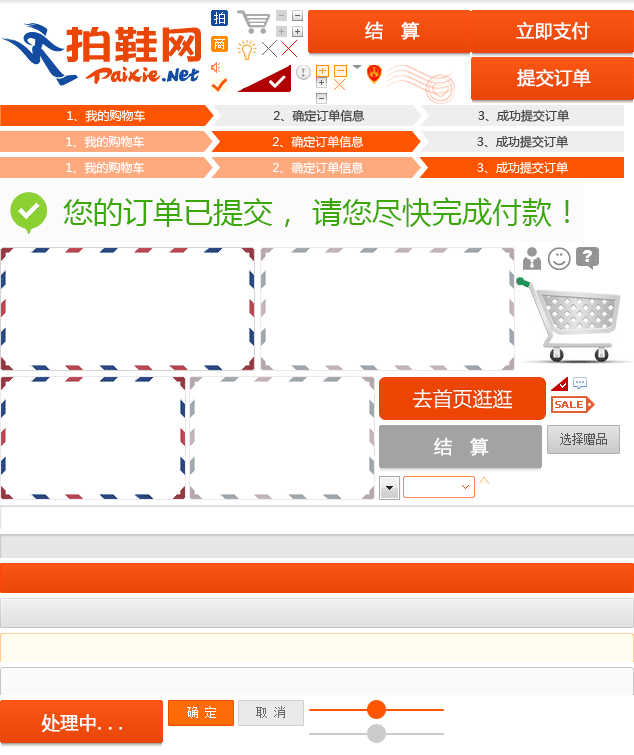 拍鞋网
Paixie.Net
拍
商
结 算
立即支付
提交订单
1、我的购物车
2、确定订单信息
3、成功提交订单
1、我的购物车
2、确定订单信息
3、成功提交订单
1、我的购物车
2、确定订单信息
3、成功提交订单
您的订单已提交，请您尽快完成付款！
去首页逛逛
SALE
结 算
选择赠品
处理中...
确 定
取 消